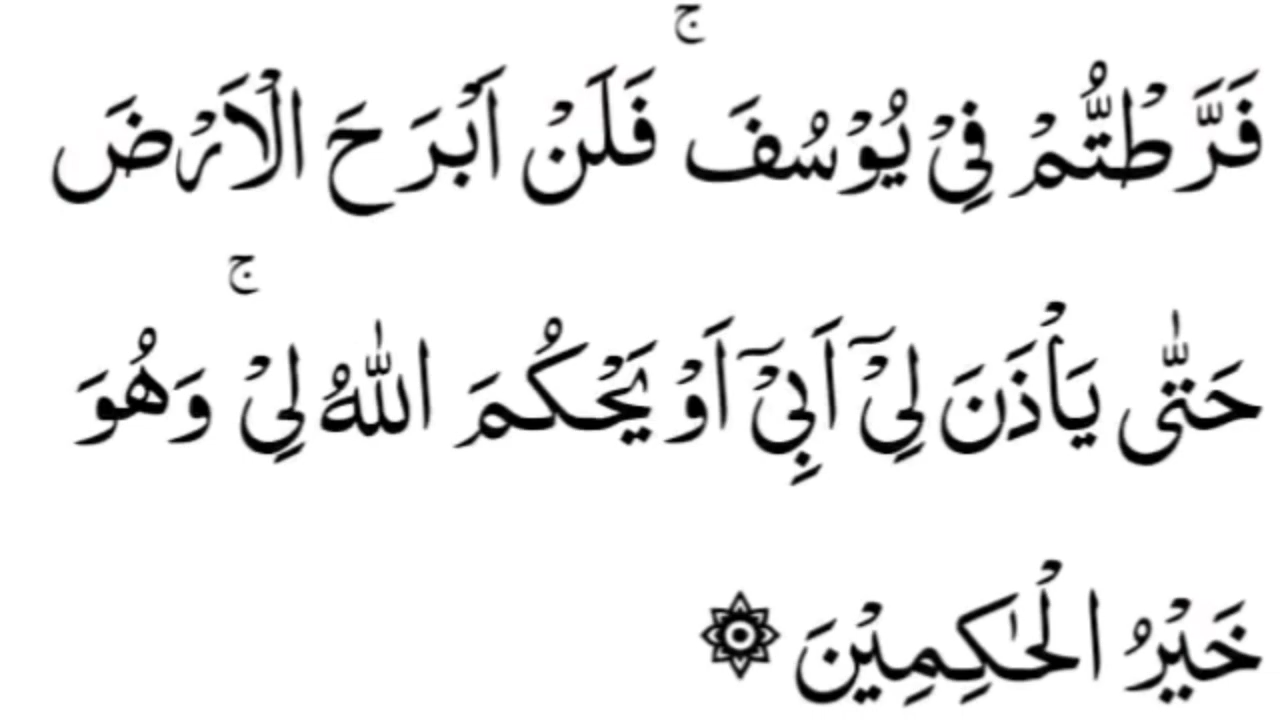 فَرَّطْتُّمْ فِيْ يُوْسُفَ ۚ فَلَنْ اَبْرَحَ الْاَرْضَ
حَتّٰى يَاْذَنَ لِيْٓ اَبِيْٓ اَوْ يَحْكُمَ اللّٰهُ لِيْ ۚ وَهُوَ
خَيْرُ الْحٰكِمِيْنَ ۞